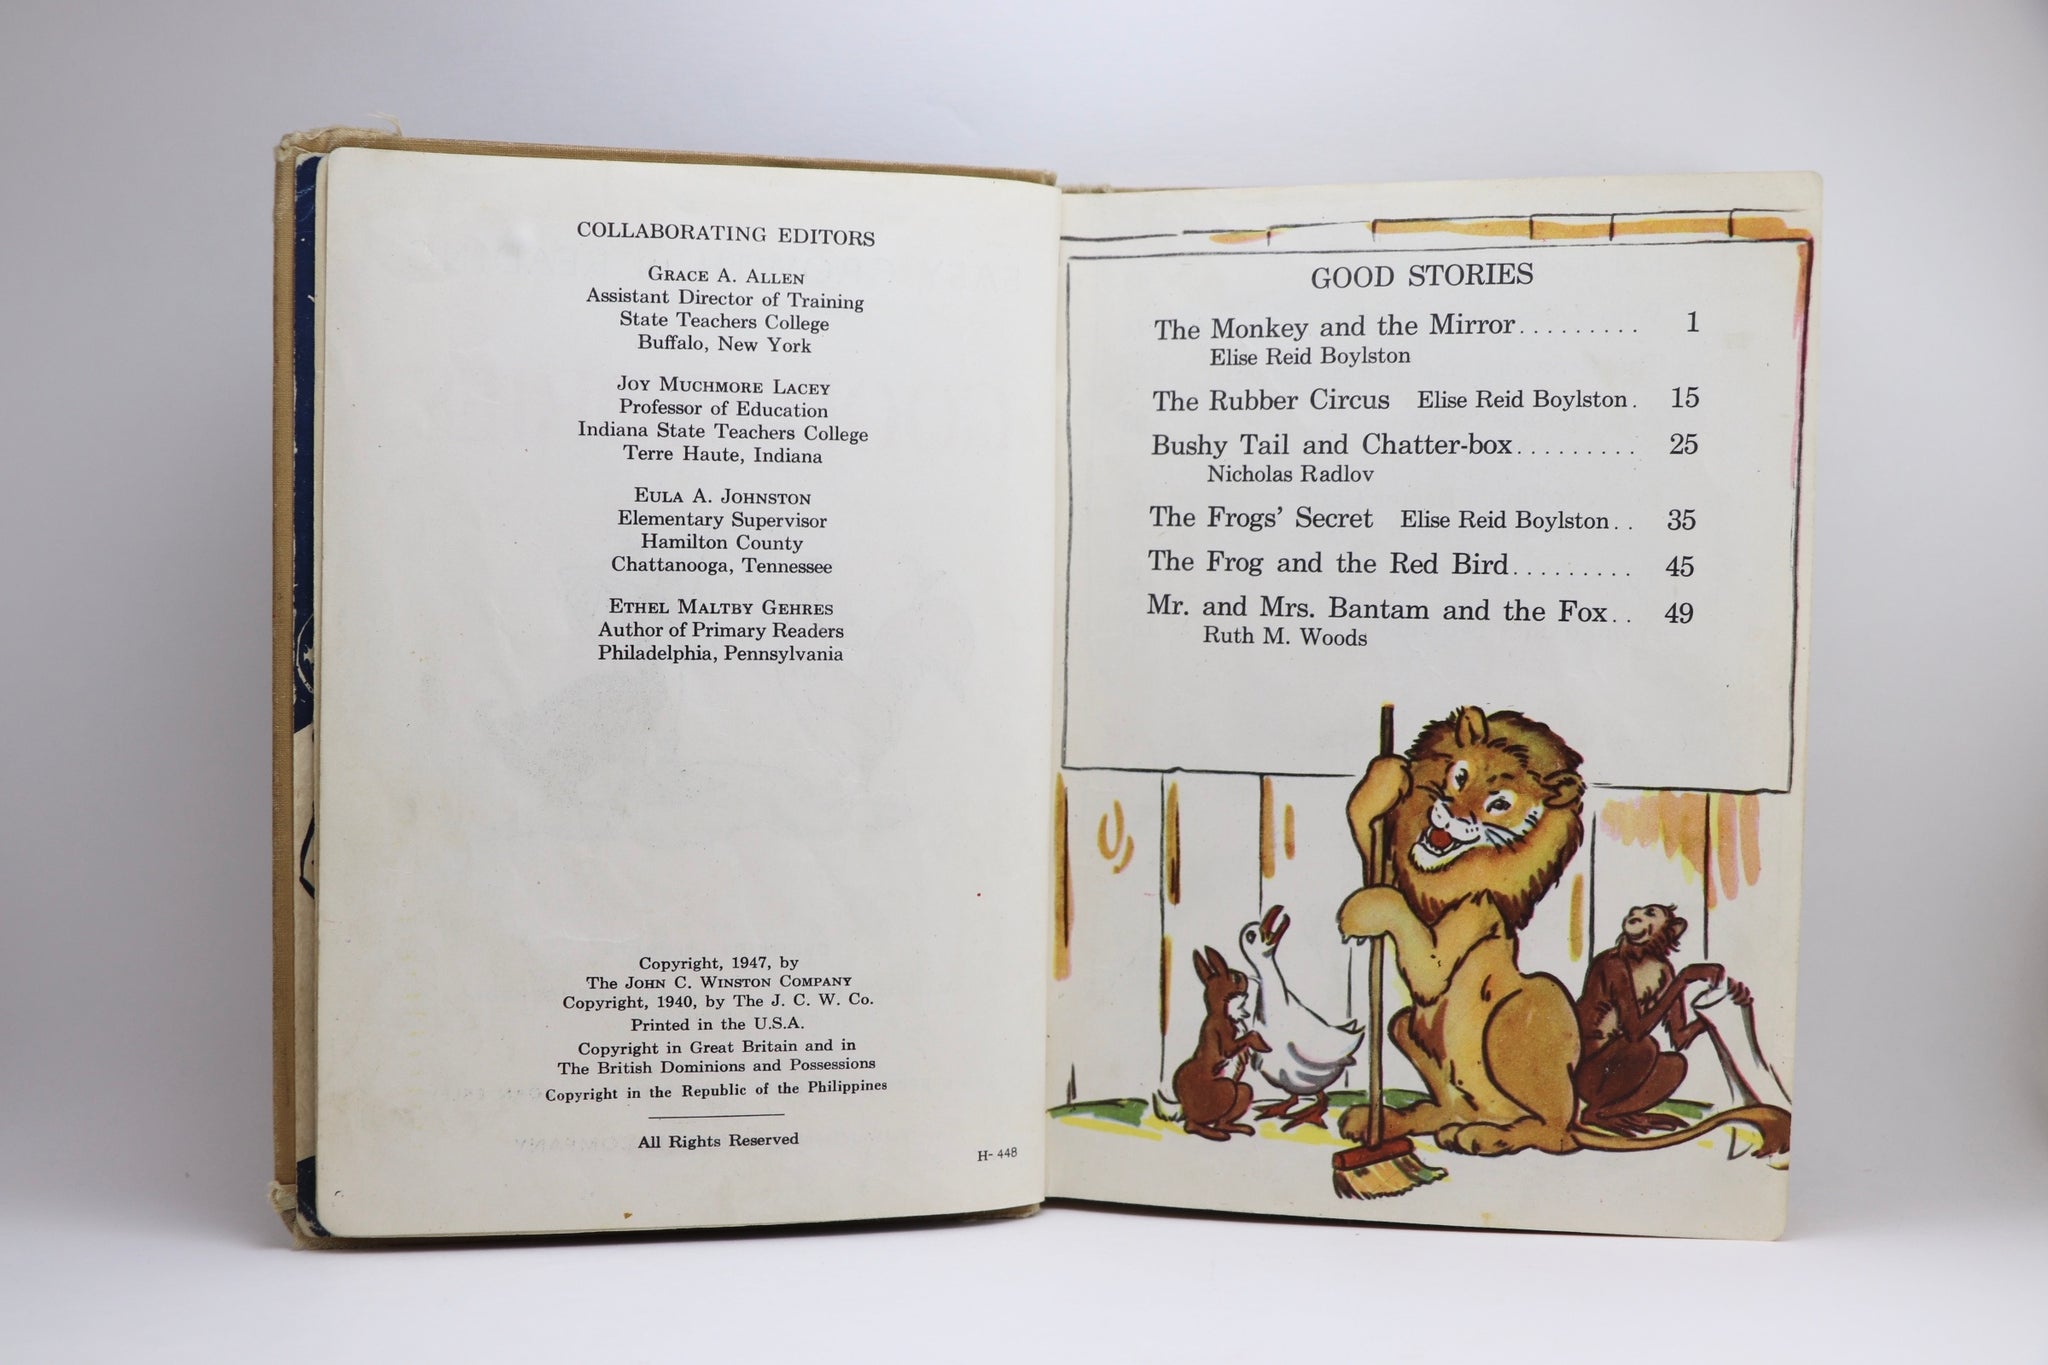 COLLABORATING EDITORS
GRACE A. ALLEN
Assistant Director of Training
State Teachers College
Buffalo, New York
JOY MUCHMORE LACEY
Professor of Education
Indiana State Teachers College
Terre Haute, Indiana
EULA A. JOHNSTON
Elementary Supervisor
Hamilton County
Chattanooga, Tennessee
ETHEL MALTBY GEHRES
Author of Primary Readers
Philadelphia, Pennsylvania
Copyright, 1947, by
The JOHN C. WINSTON COMPANY
Copyright, 1940, by The J. C. W. Co.
Printed in the U.S.A.
Copyright in Great Britain and in
The British Dominions and Possessions
Copyright in the Republic of the Philippines
All Rights Reserved
H-448
GOOD STORIES
The Monkey and the Mirror......... 1
Elise Reid Boylston
The Rubber Circus Elise Reid Boylston. 15
Bushy Tail and Chatter-box......... 25
Nicholas Radlov
The Frogs' Secret Elise Reid Boylston.. 35
The Frog and the Red Bird......... 45
Mr. and Mrs. Bantam and the Fox.. 49
Ruth M. Woods